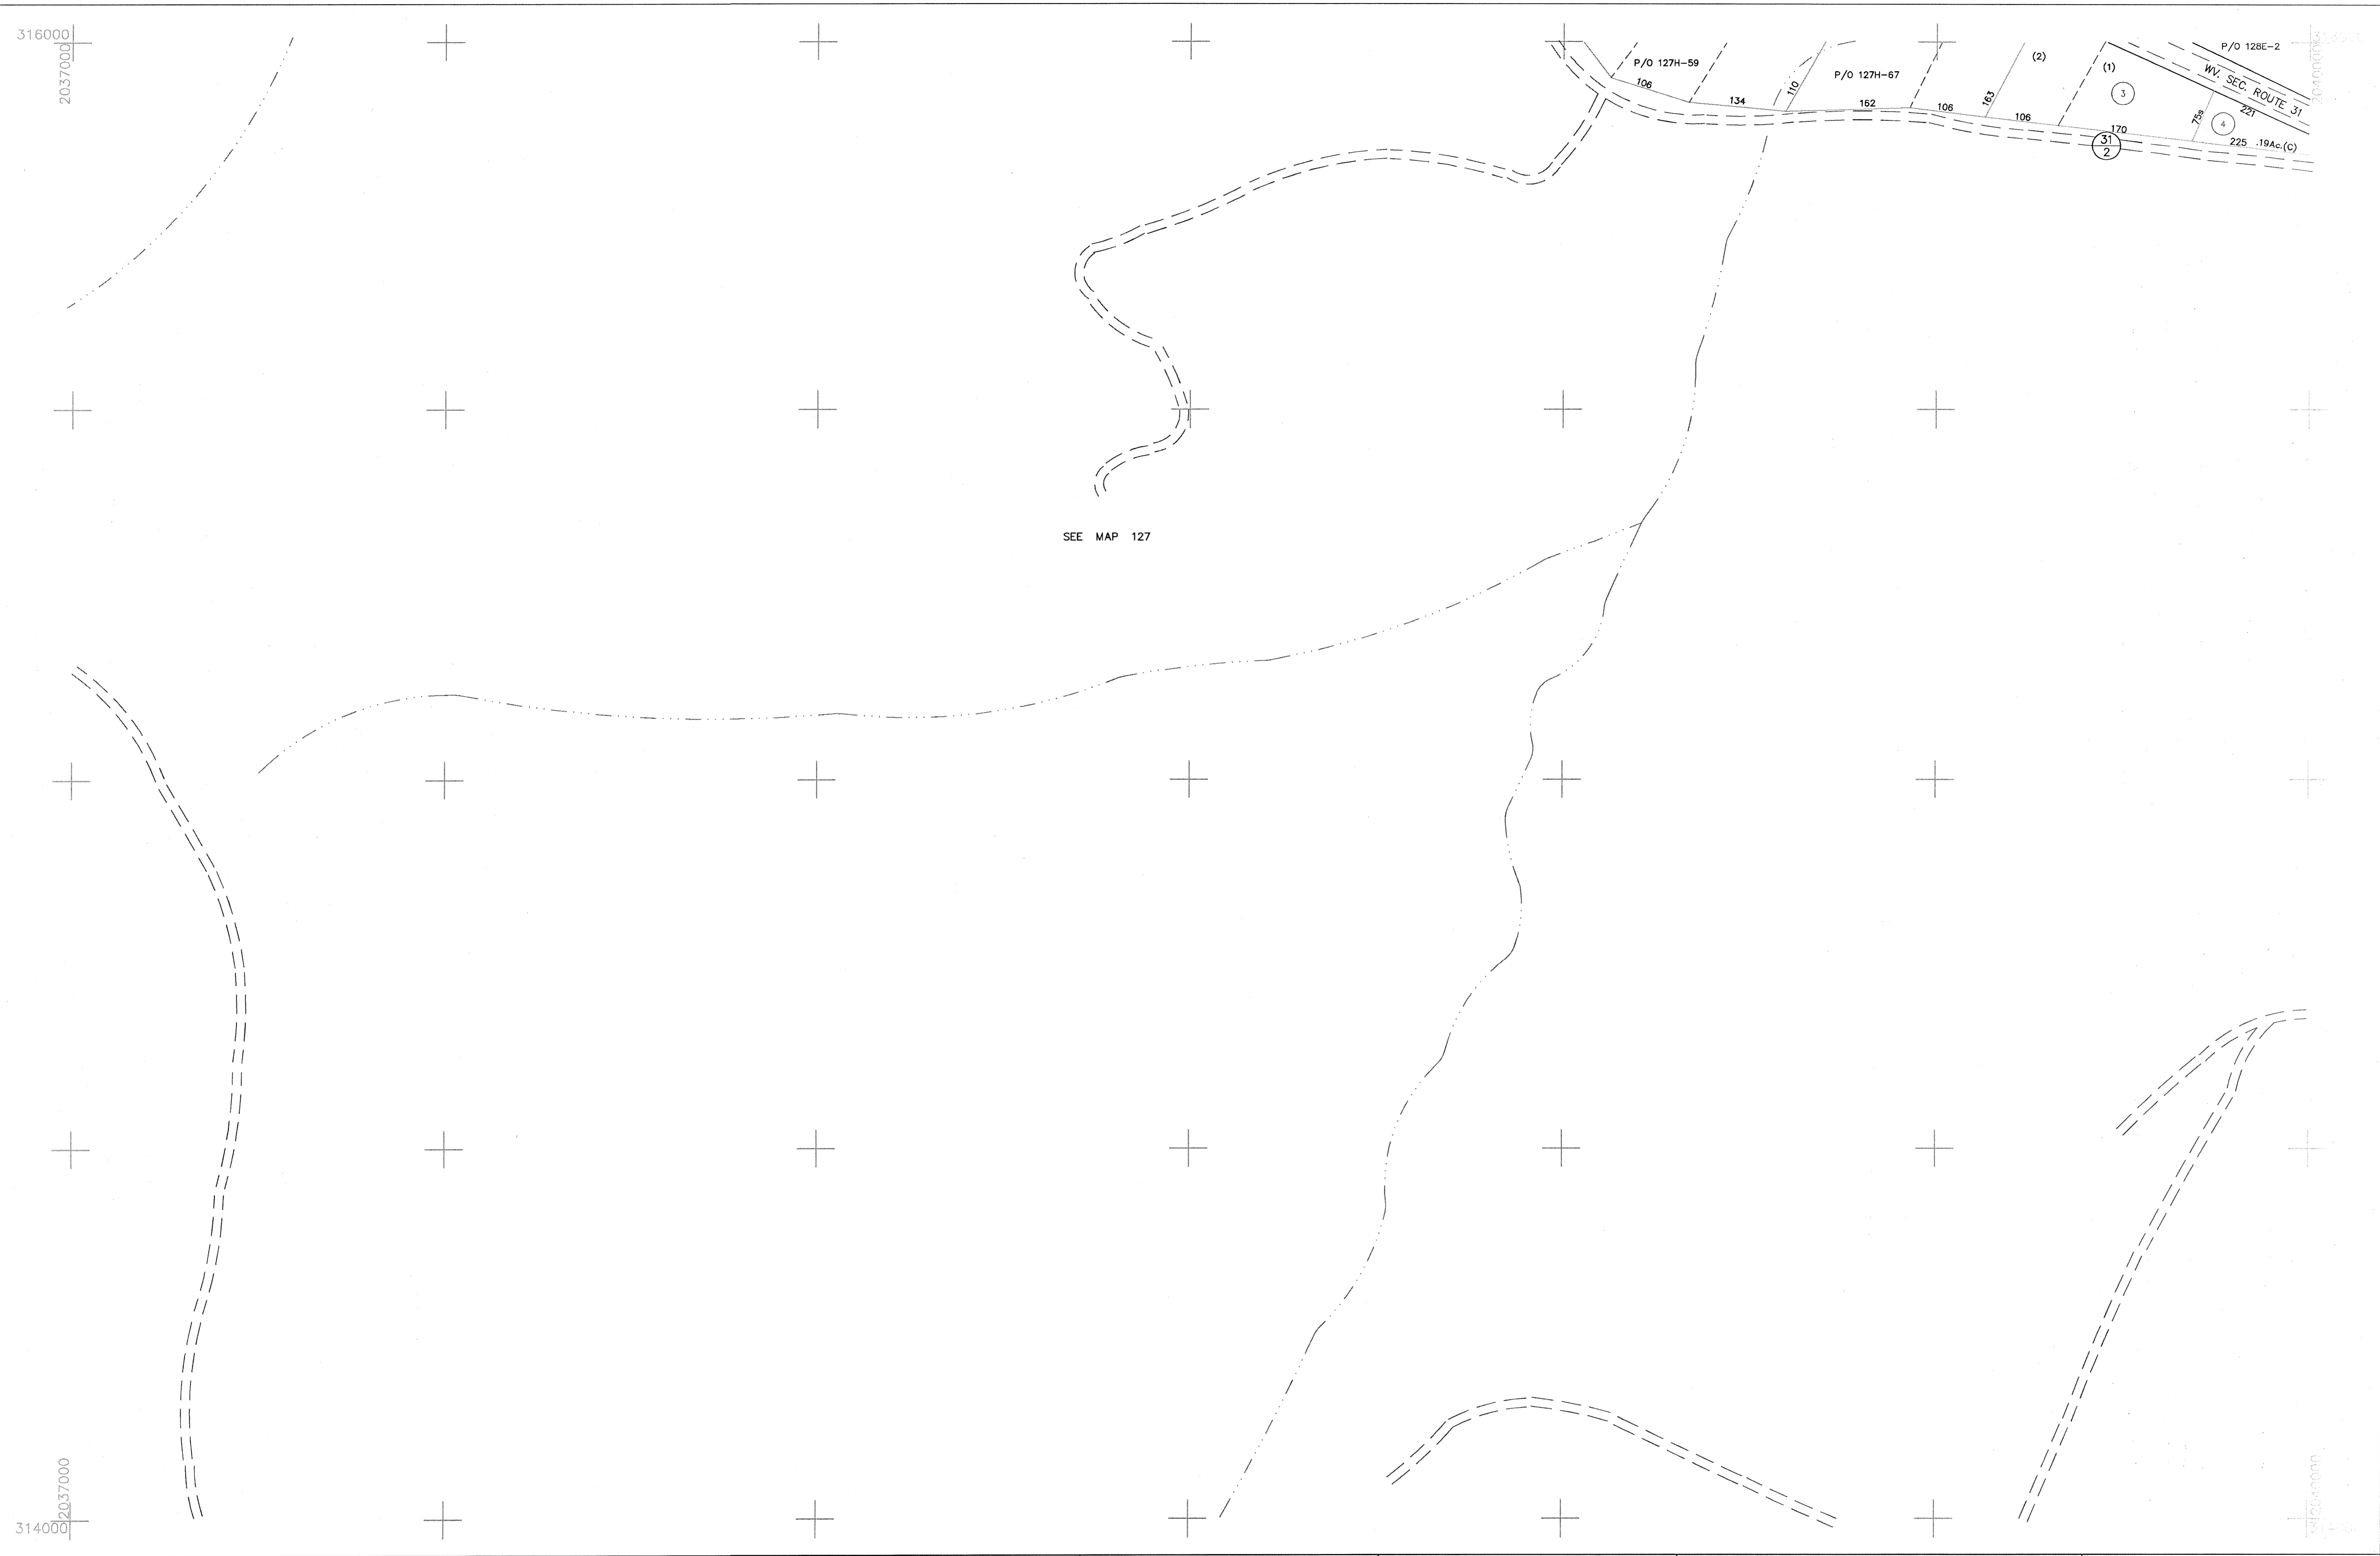 316000
2037000
P/O 127H-59
106
134
110
P/O 127H-67
162
106
163
(2)
106
(1)
3
170
31
2
P/O 128E-2
WV. SEC. ROUTE 31
221
75s
4
225 .19Ac.(C)
SEE MAP 127
2037000
314000